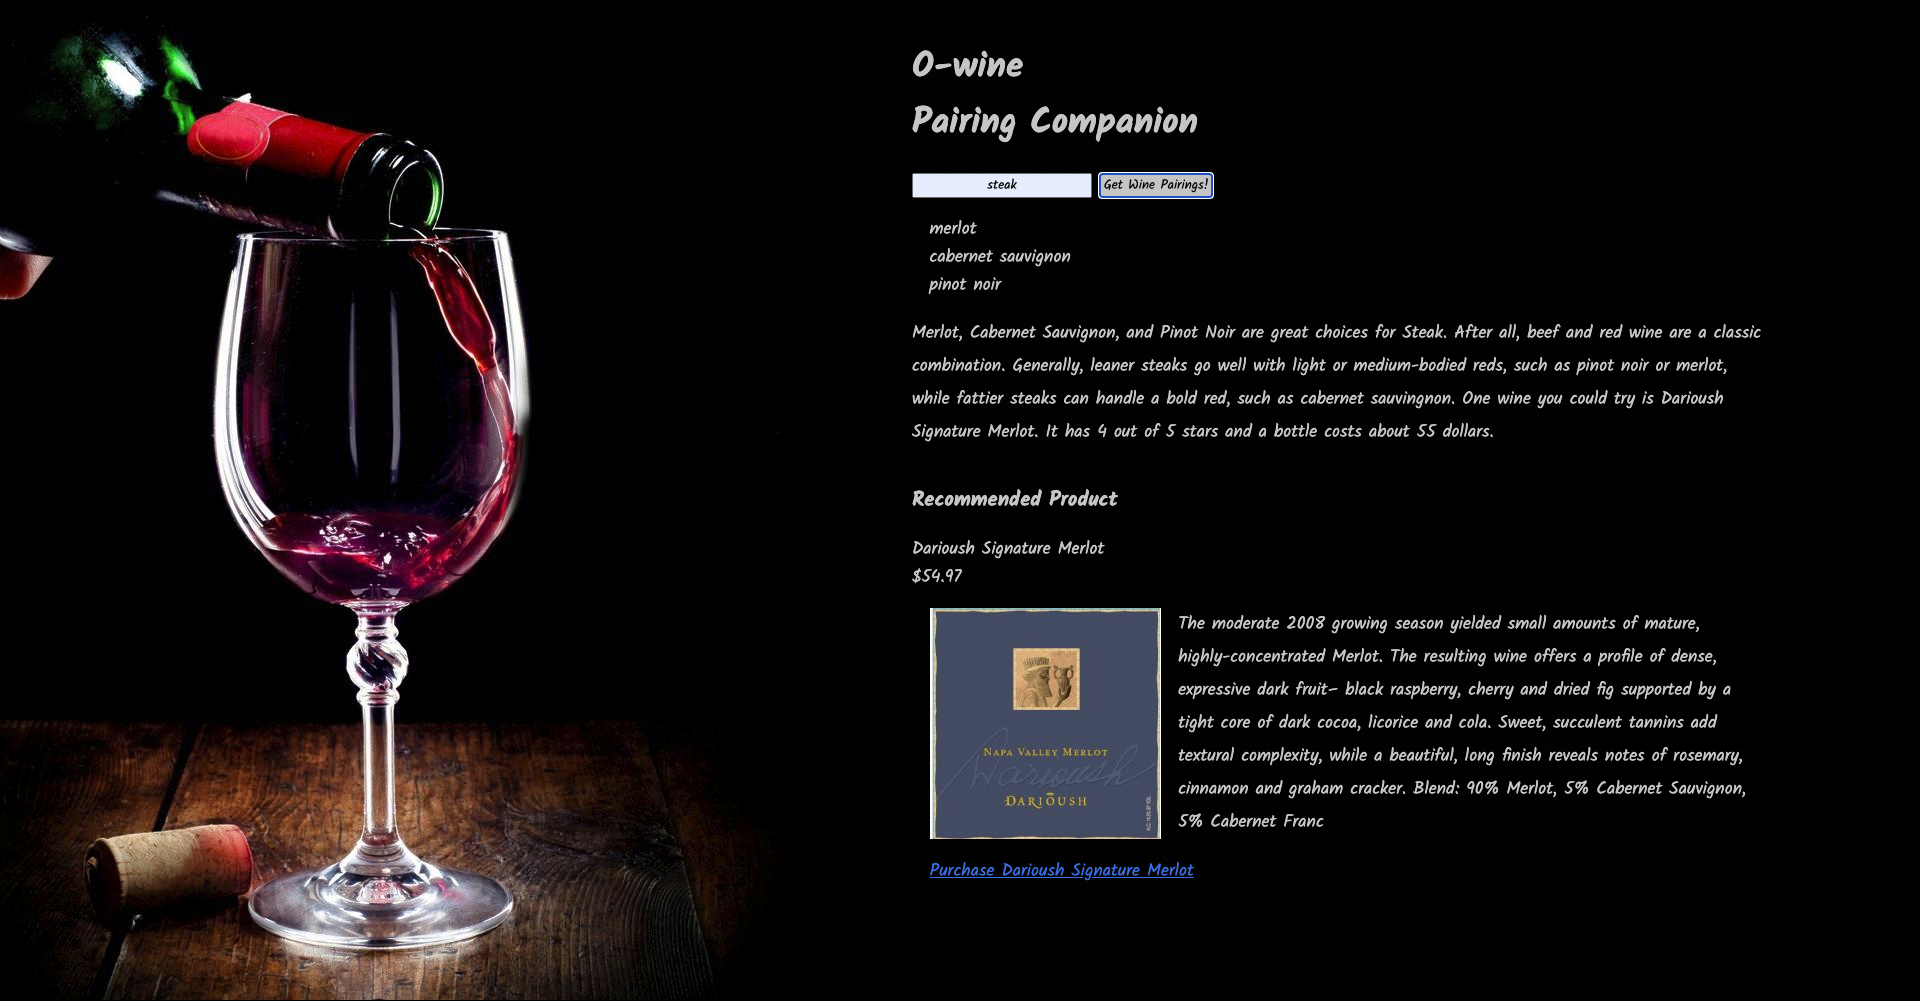 O-wine
Pairing Companion
steak
Get Wine Pairings!
merlot
cabernet sauvignon
pinot noir
Merlot, Cabernet Sauvignon, and Pinot Noir are great choices for Steak. After all, beef and red wine are a classic
combination. Generally, leaner steaks go well with light or medium-bodied reds, such as pinot noir or merlot,
while fattier steaks can handle a bold red, such as cabernet sauvingnon. One wine you could try is Darioush
Signature Merlot. It has 4 out of 5 stars and a bottle costs about 55 dollars.
Recommended Product
Darioush Signature Merlot
$54.97
NAPA VALLEY MERLOT
Darioush
DARIOUSH
The moderate 2008 growing season yielded small amounts of mature,
highly-concentrated Merlot. The resulting wine offers a profile of dense,
expressive dark fruit– black raspberry, cherry and dried fig supported by a
tight core of dark cocoa, licorice and cola. Sweet, succulent tannins add
textural complexity, while a beautiful, long finish reveals notes of rosemary,
cinnamon and graham cracker. Blend: 90% Merlot, 5% Cabernet Sauvignon,
5% Cabernet Franc
Purchase Darioush Signature Merlot